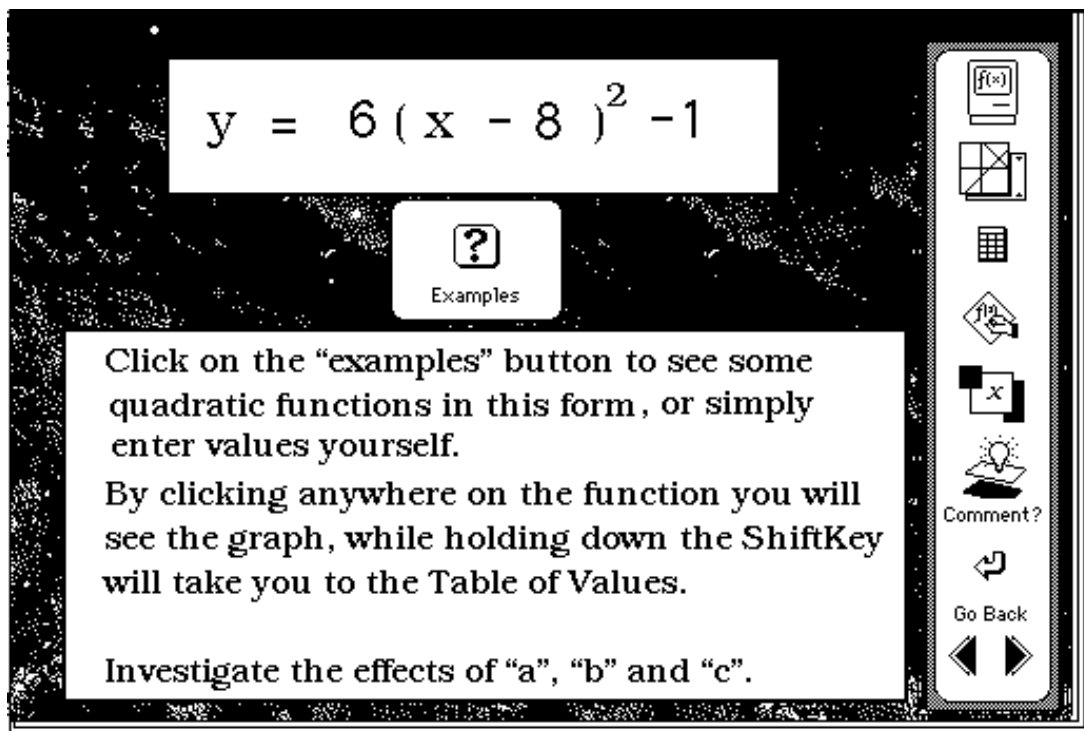 y = 6 ( x - 8 )² -1
f(x)
?
Examples
f(x)
Click on the “examples” button to see some
quadratic functions in this form, or simply
enter values yourself.
x
By clicking anywhere on the function you will
see the graph, while holding down the ShiftKey
will take you to the Table of Values.
Comment?
Go Back
Investigate the effects of “a”, “b” and “c”.